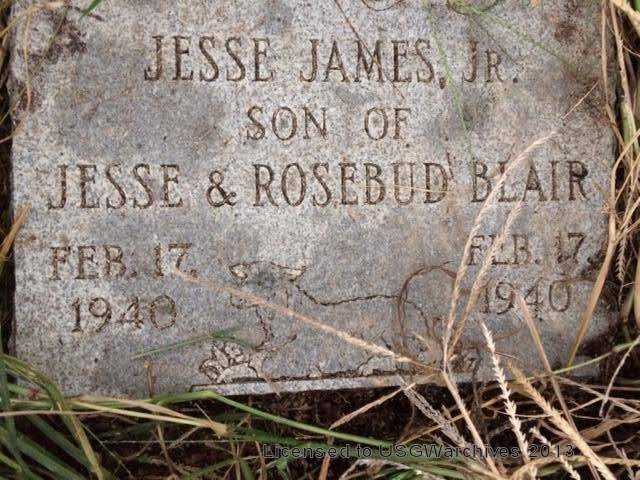 JESSE JAMES, JR.
SON OF
JESSE & ROSEBUD BLAIR
FEB. 17. FEB. 17.
1940 1940
Licensed to USGWarchives 2013